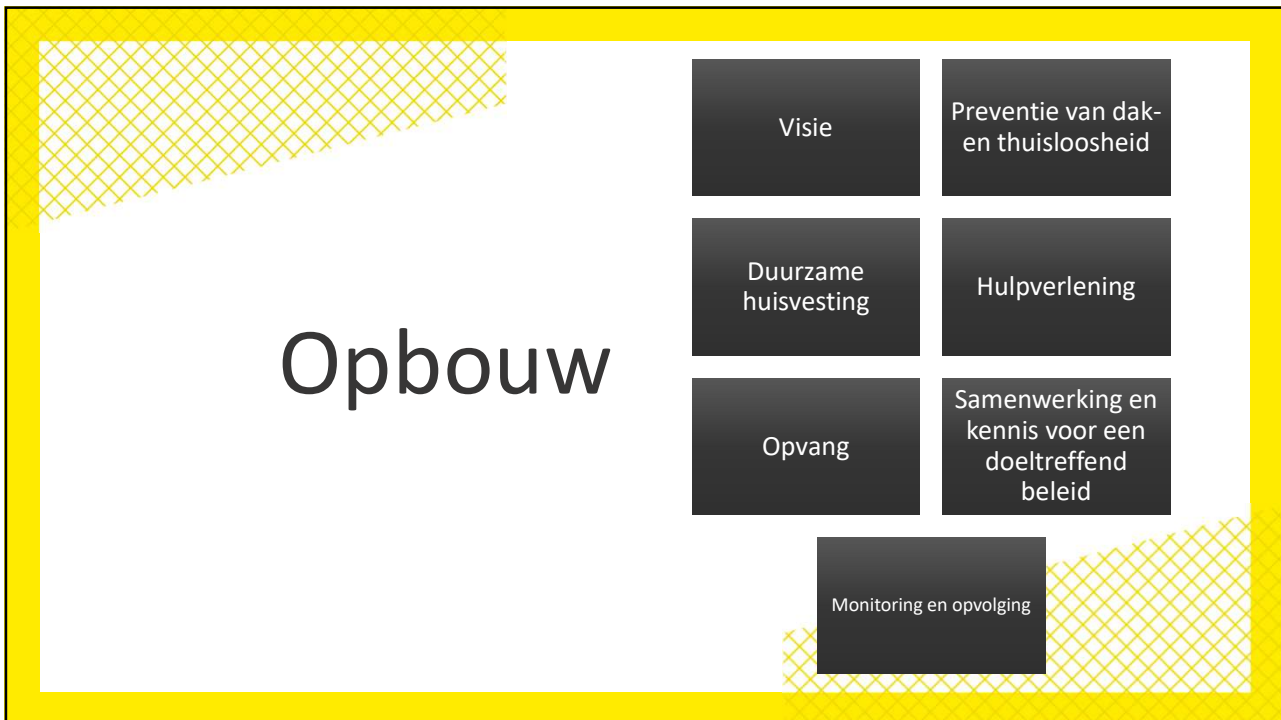 Opbouw
Visie
Preventie van dak-
en thuisloosheid
Duurzame
huisvesting
Hulpverlening
Opvang
Samenwerking en
kennis voor een
doeltreffend
beleid
Monitoring en opvolging